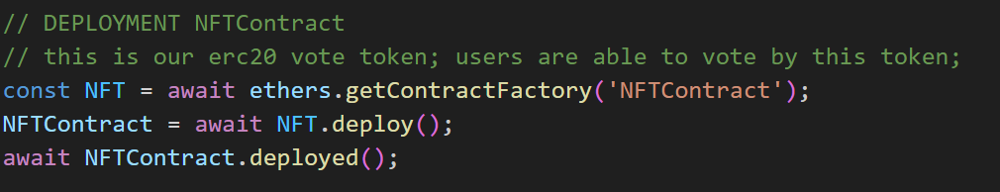 // DEPLOYMENT NFTContract
// this is our erc20 vote token; users are able to vote by this token;
const NFT = await ethers.getContractFactory('NFTContract');
NFTContract = await NFT.deploy();
await NFTContract.deployed();